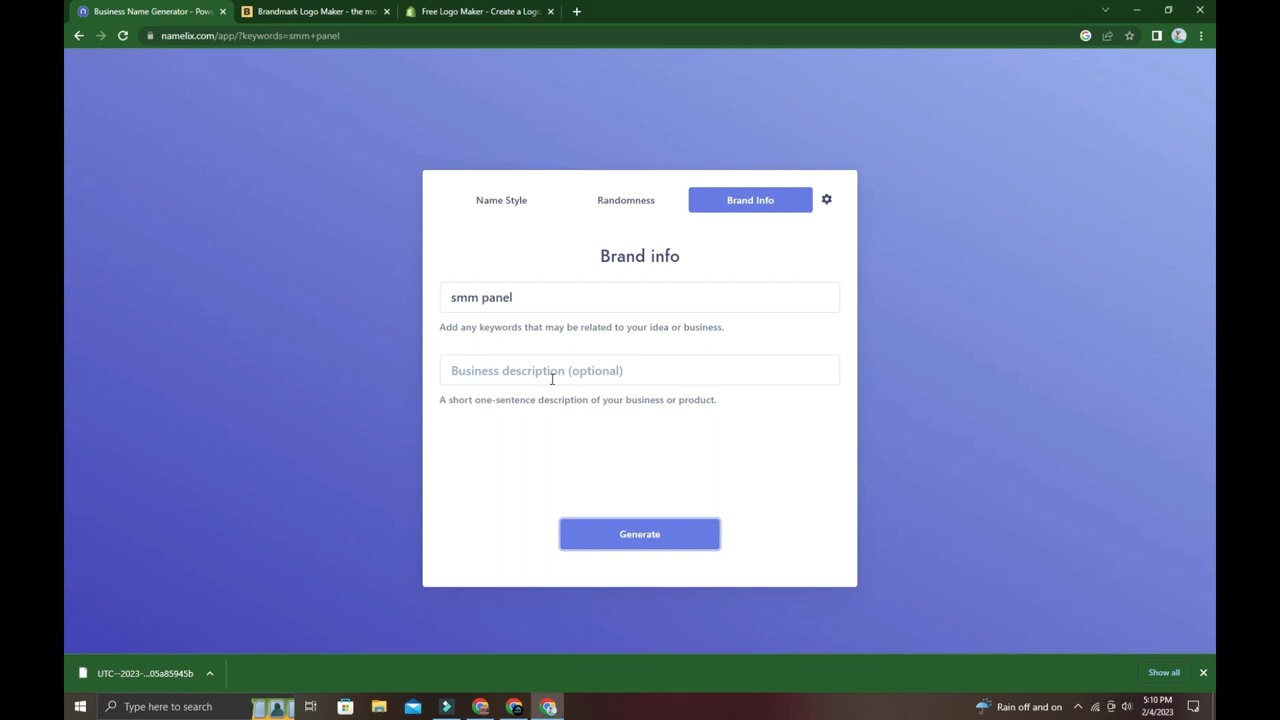 Business Name Generator - Pow
Brandmark Logo Maker - the mo
Free Logo Maker - Create a Logo
namelix.com/app/?keywords=smm+panel
Name Style
Randomness
Brand Info
Brand info
smm panel
Add any keywords that may be related to your idea or business.
Business description (optional)
A short one-sentence description of your business or product.
Generate
UTC--2023-...05a85945b
Show all
Type here to search
Rain off and on
5:10 PM
2/4/2023